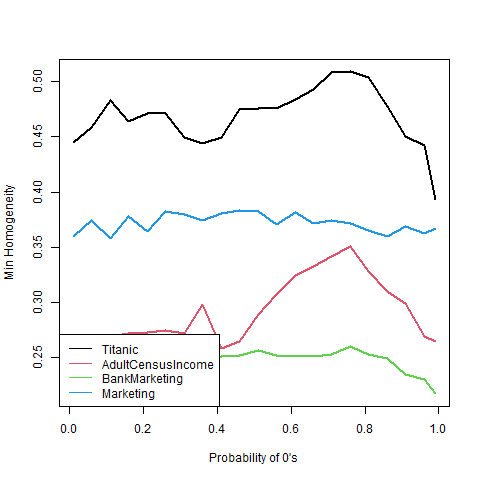 Min Homogeneity
0.50
0.45
0.40
0.35
0.30
0.25
Titanic
AdultCensusIncome
BankMarketing
Marketing
0.0 0.2 0.4 0.6 0.8 1.0
Probability of 0's